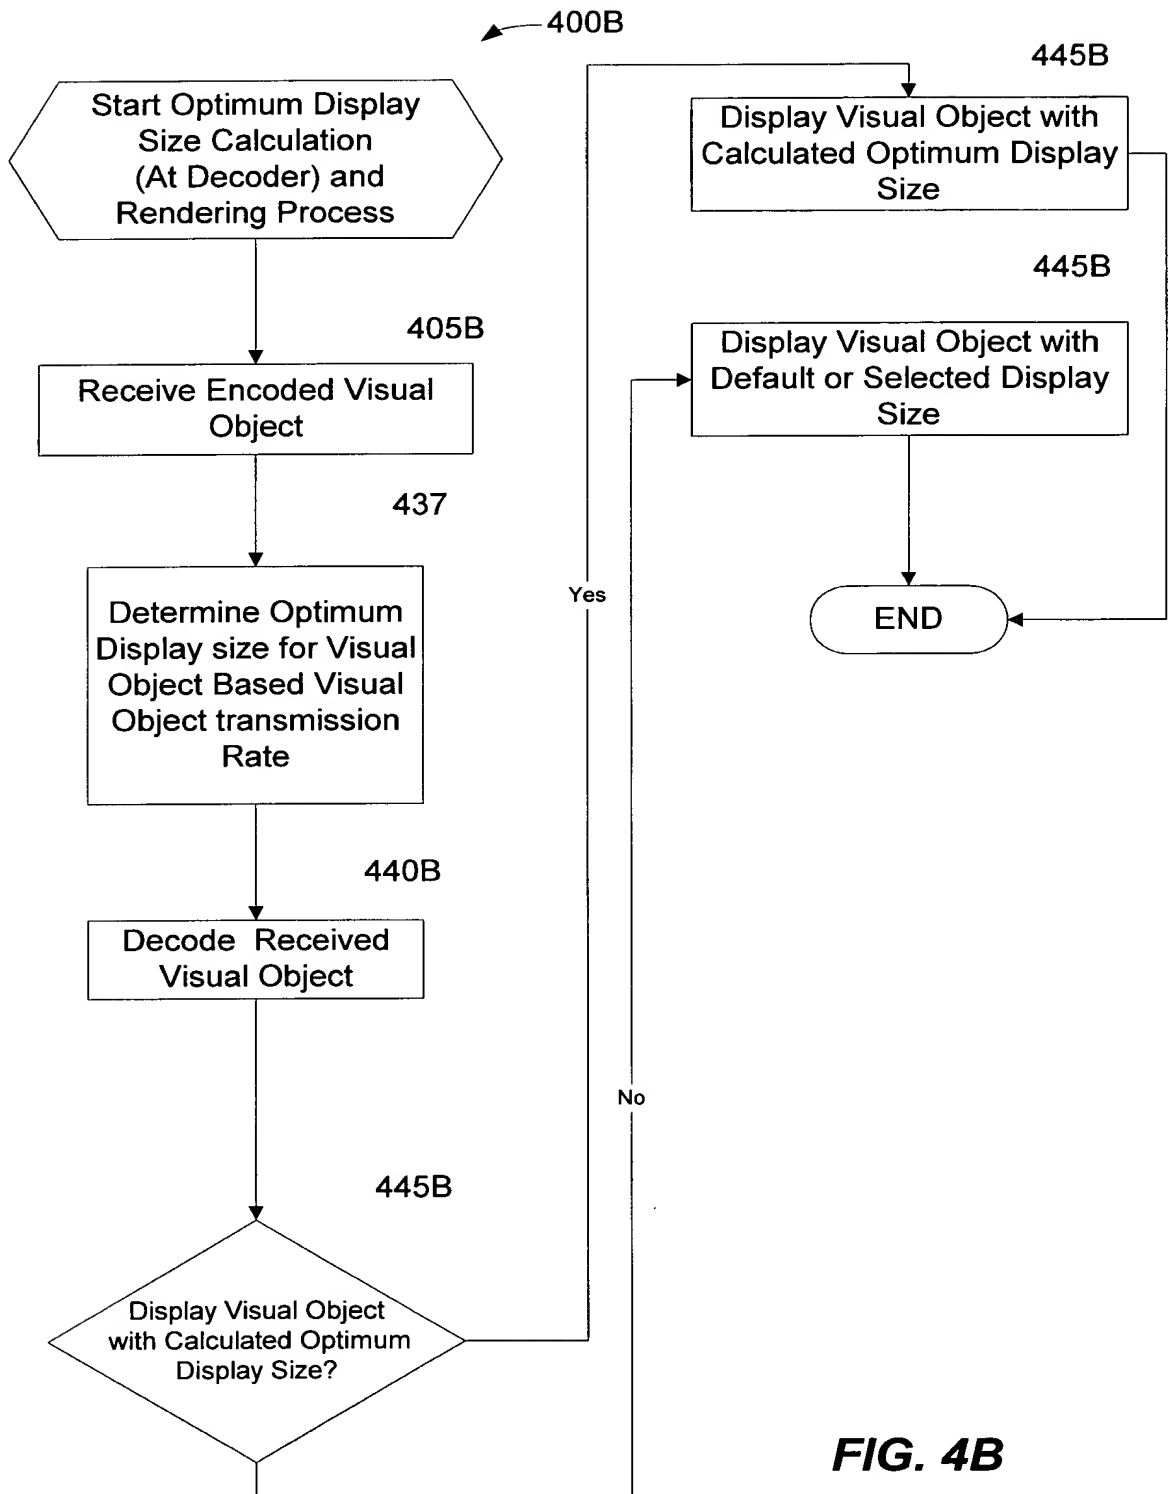 400B
Start Optimum Display
Size Calculation
(At Decoder) and
Rendering Process
405B
Receive Encoded Visual
Object
437
Determine Optimum
Display size for Visual
Object Based Visual
Object transmission
Rate
440B
Decode Received
Visual Object
445B
Display Visual Object
with Calculated Optimum
Display Size?
Yes
No
445B
Display Visual Object with
Calculated Optimum Display
Size
445B
Display Visual Object with
Default or Selected Display
Size
END
FIG. 4B